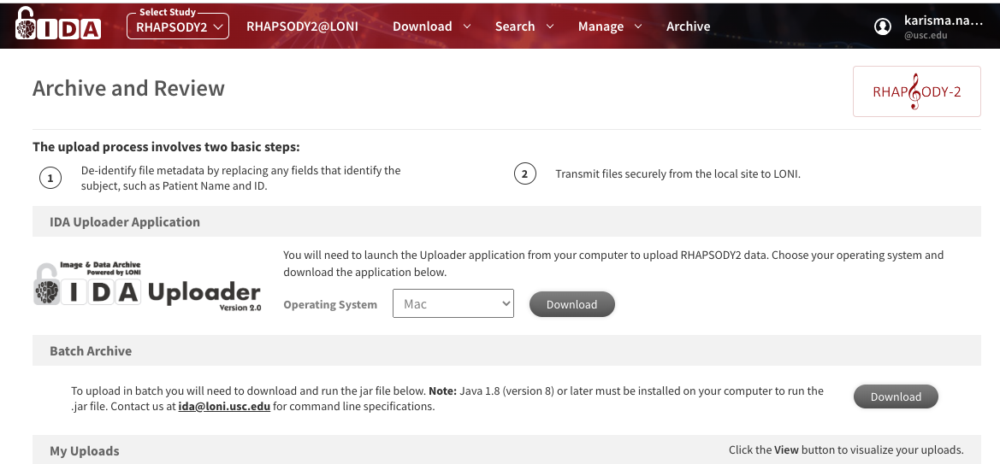 IDA
Select Study
RHAPSODY2
RHAPSODY2@LONI
Download
Search
Manage
Archive
karisma.na...
@usc.edu
Archive and Review
RHAPSODY-2
The upload process involves two basic steps:
1
De-identify file metadata by replacing any fields that identify the
subject, such as Patient Name and ID.
2
Transmit files securely from the local site to LONI.
IDA Uploader Application
Image & Data Archive
Powered by LONI
IDA Uploader
Version 2.0
You will need to launch the Uploader application from your computer to upload RHAPSODY2 data. Choose your operating system and
download the application below.
Operating System
Mac
Download
Batch Archive
To upload in batch you will need to download and run the jar file below. Note: Java 1.8 (version 8) or later must be installed on your computer to run the
.jar file. Contact us at ida@loni.usc.edu for command line specifications.
Download
My Uploads
Click the View button to visualize your uploads.